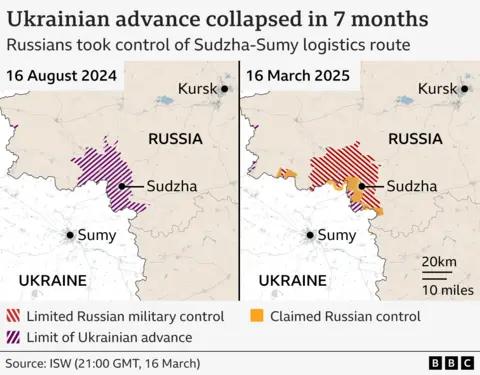 Ukrainian advance collapsed in 7 months
Russians took control of Sudzha-Sumy logistics route
16 August 2024
Kursk
RUSSIA
Sudzha
Sumy
UKRAINE
16 March 2025
Kursk
RUSSIA
Sudzha
Sumy
20km
10 miles
UKRAINE
Limited Russian military control
Claimed Russian control
Limit of Ukrainian advance
Source: ISW (21:00 GMT, 16 March)
BBC